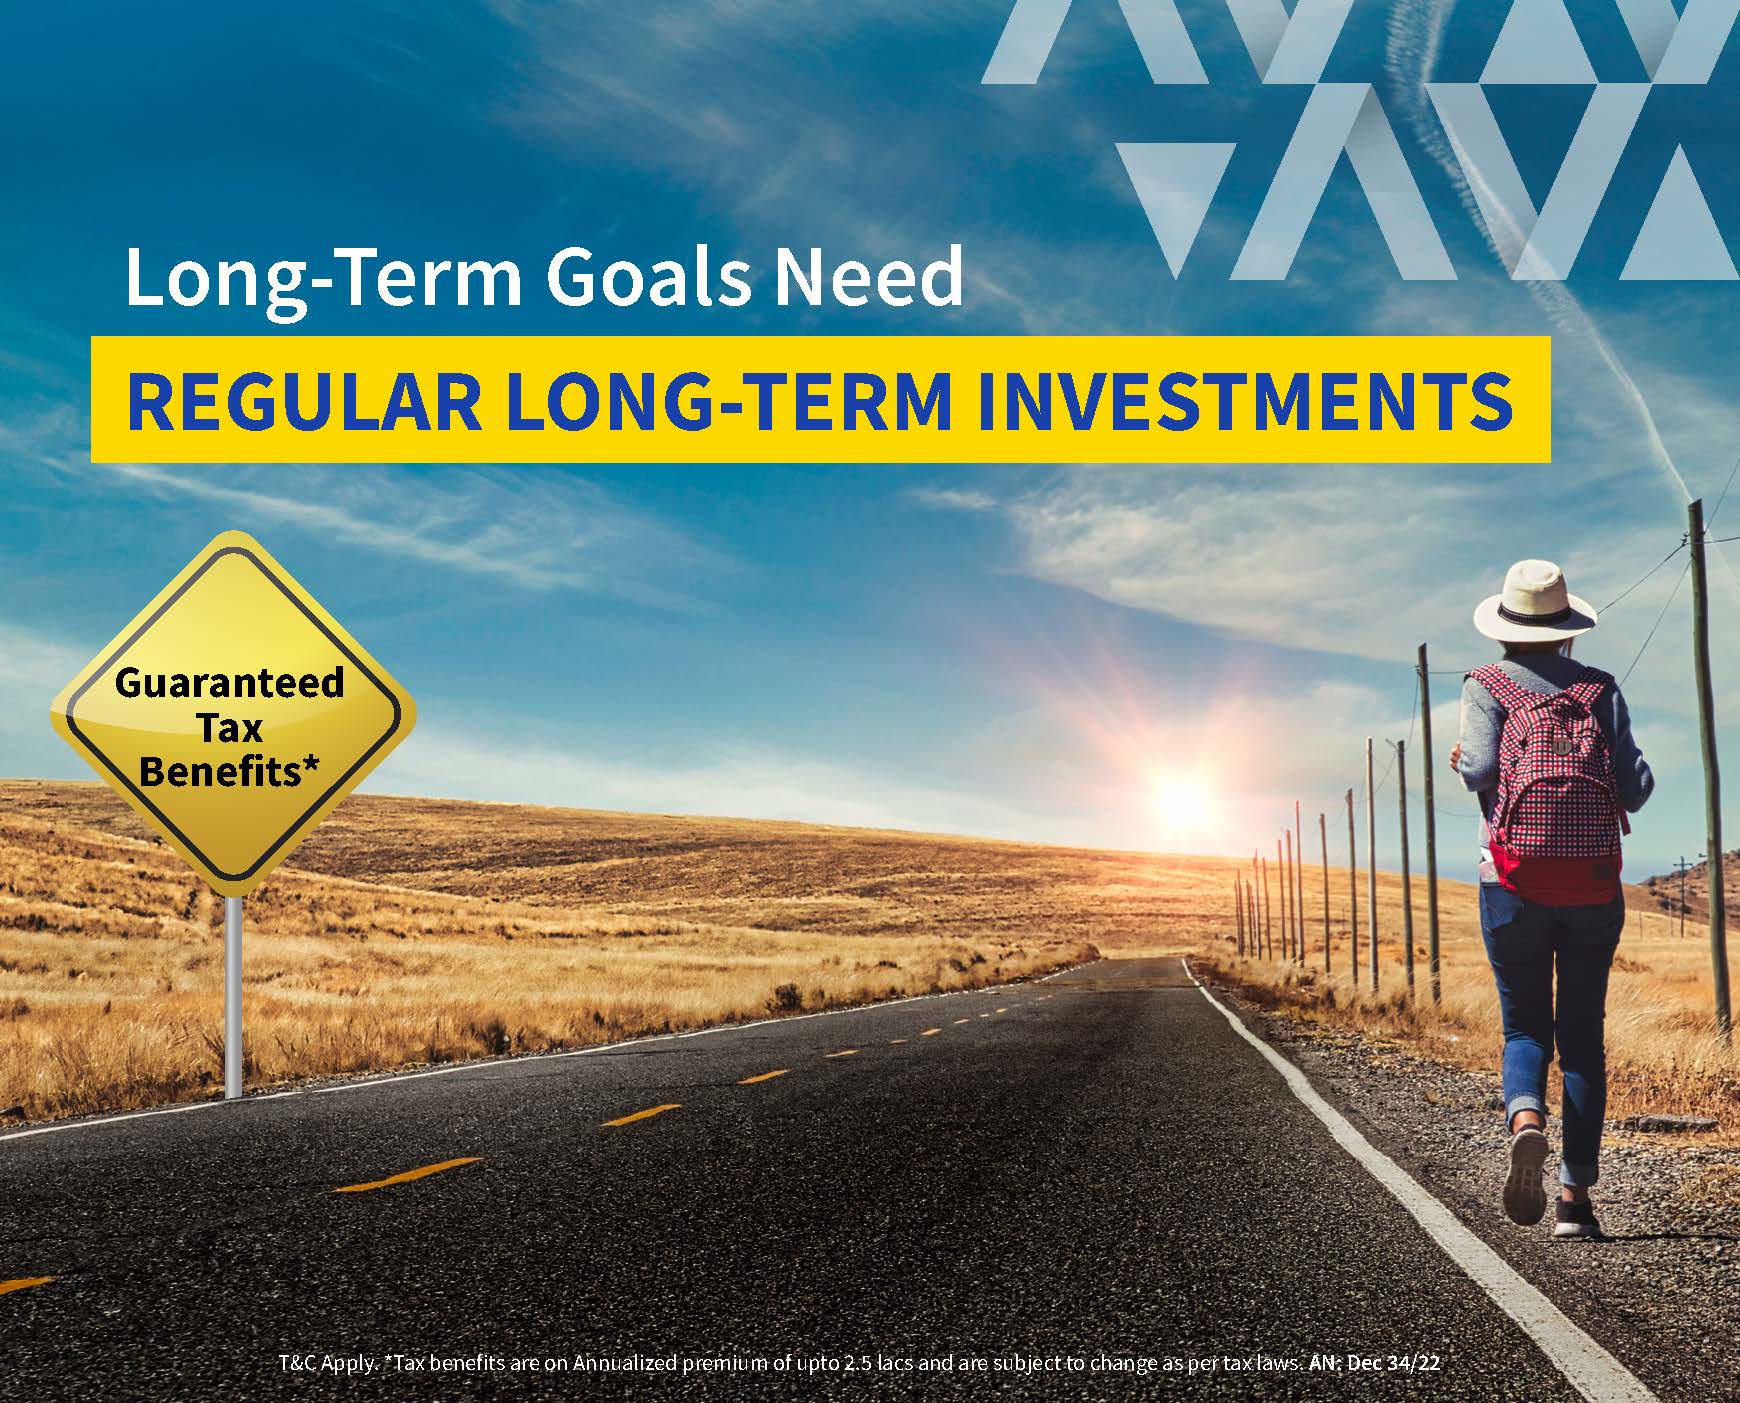 Long-Term Goals Need
REGULAR LONG-TERM INVESTMENTS
Guaranteed
Tax
Benefits*
T&C Apply. *Tax benefits are on Annualized premium of upto 2.5 lacs and are subject to change as per tax laws. AN: Dec 34/22